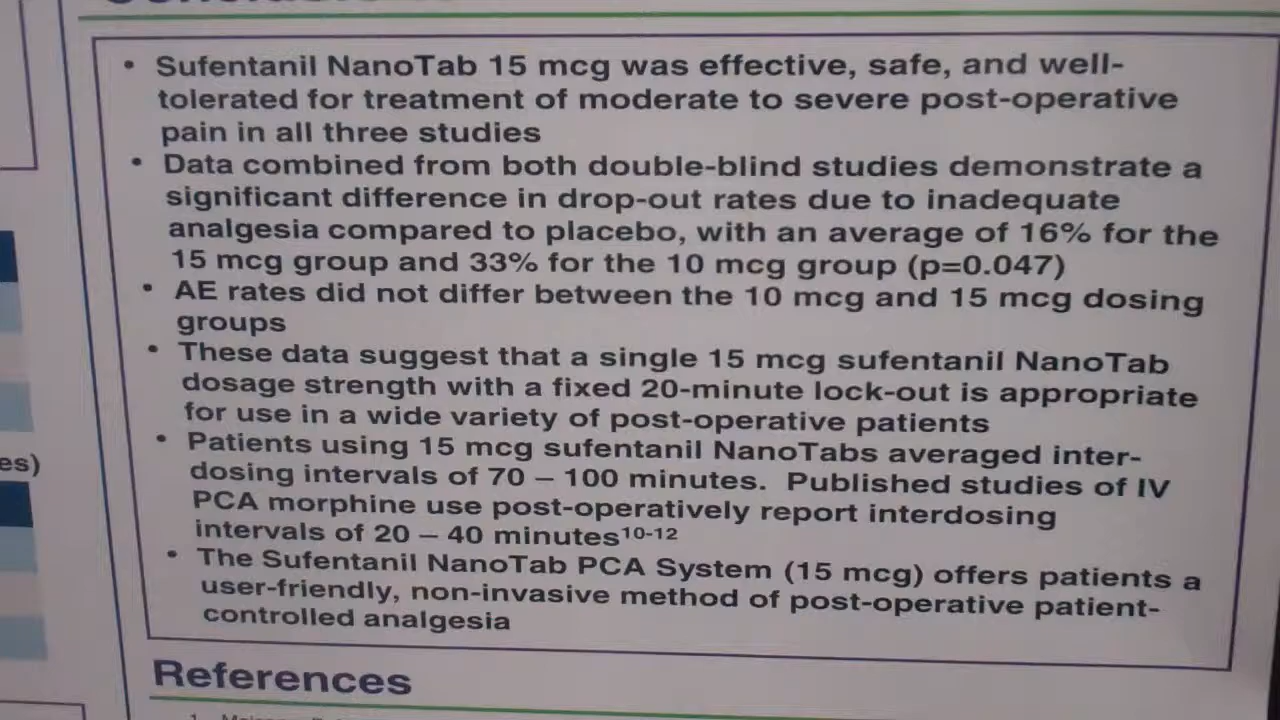 • Sufentanil NanoTab 15 mcg was effective, safe, and well-
tolerated for treatment of moderate to severe post-operative
pain in all three studies
• Data combined from both double-blind studies demonstrate a
significant difference in drop-out rates due to inadequate
analgesia compared to placebo, with an average of 16% for the
15 mcg group and 33% for the 10 mcg group (p=0.047)
• AE rates did not differ between the 10 mcg and 15 mcg dosing
groups
• These data suggest that a single 15 mcg sufentanil NanoTab
dosage strength with a fixed 20-minute lock-out is appropriate
for use in a wide variety of post-operative patients
• Patients using 15 mcg sufentanil NanoTabs averaged inter-
dosing intervals of 70 – 100 minutes. Published studies of IV
PCA morphine use post-operatively report interdosing
intervals of 20 – 40 minutes10-12
• The Sufentanil NanoTab PCA System (15 mcg) offers patients a
user-friendly, non-invasive method of post-operative patient-
controlled analgesia
es)
References